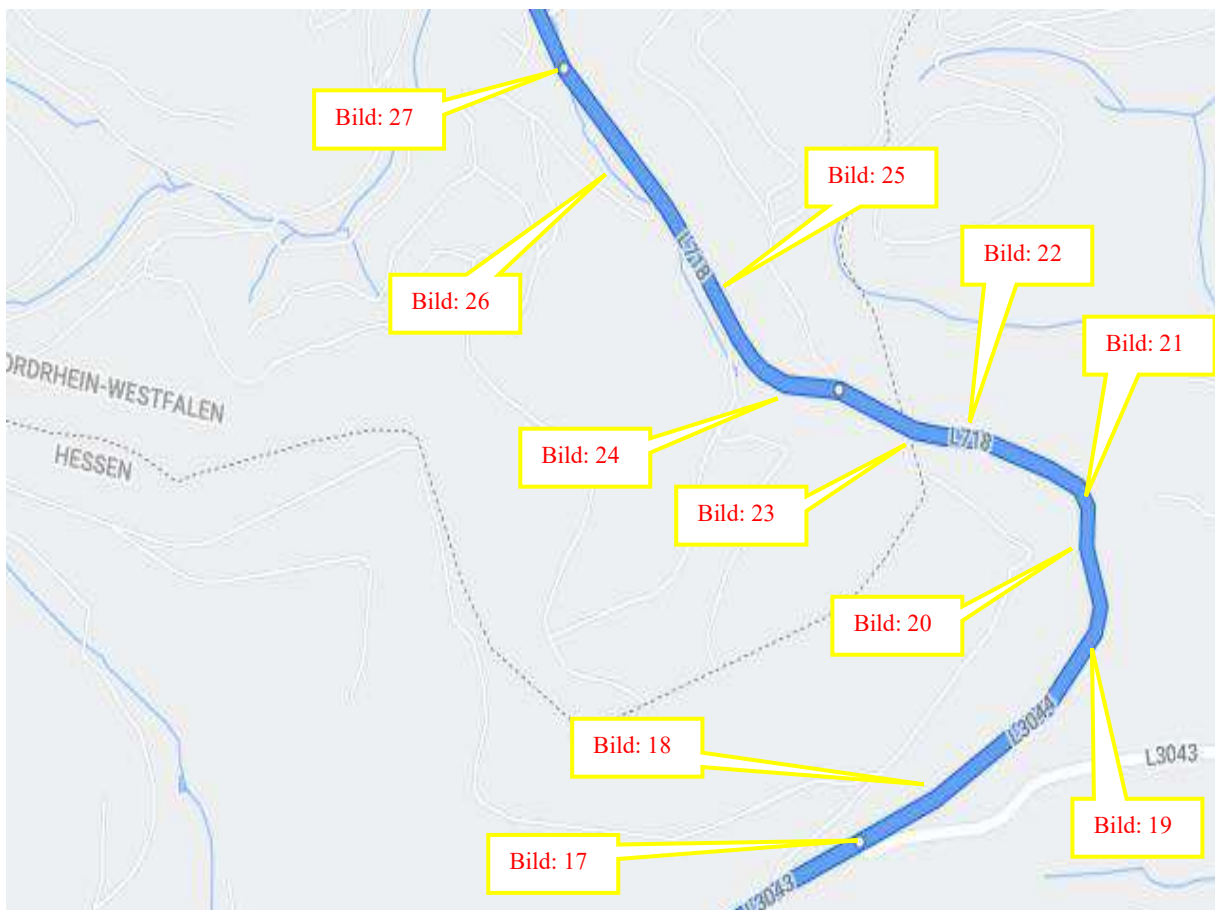 Bild: 27
Bild: 25
L718
Bild: 22
Bild: 26
Bild: 21
ORDRHEIN-WESTFALEN
HESSEN
L718
Bild: 24
Bild: 23
Bild: 20
L3044
Bild: 18
L3043
Bild: 19
Bild: 17
L3043